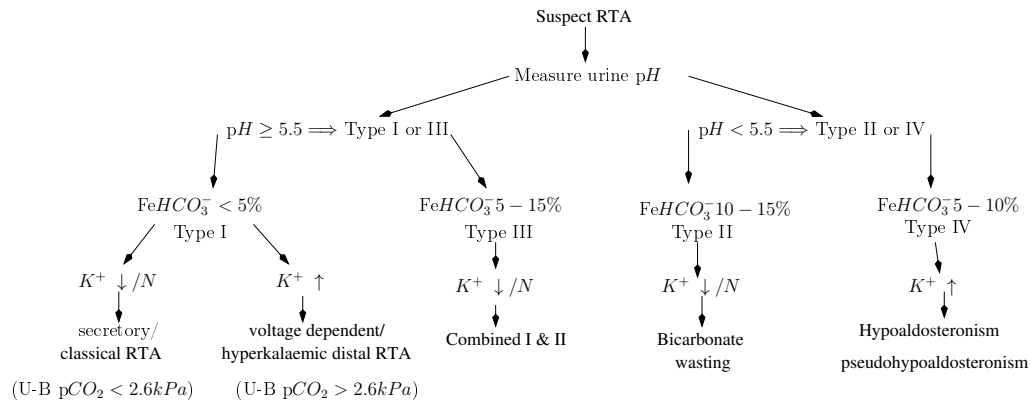 Suspect RTA
Measure urine pH
pH ≥ 5.5 ⟹ Type I or III
pH < 5.5 ⟹ Type II or IV
FeHCO₃⁻ < 5%
Type I
FeHCO₃⁻ 5 − 15%
Type III
FeHCO₃⁻ 10 − 15%
Type II
FeHCO₃⁻ 5 − 10%
Type IV
K⁺ ↓ /N
K⁺ ↑
K⁺ ↓ /N
K⁺ ↓ /N
K⁺ ↑
secretory/
classical RTA
(U-B pCO₂ < 2.6kPa)
voltage dependent/
hyperkalaemic distal RTA
(U-B pCO₂ > 2.6kPa)
Combined I & II
Bicarbonate
wasting
Hypoaldosteronism
pseudohypoaldosteronism